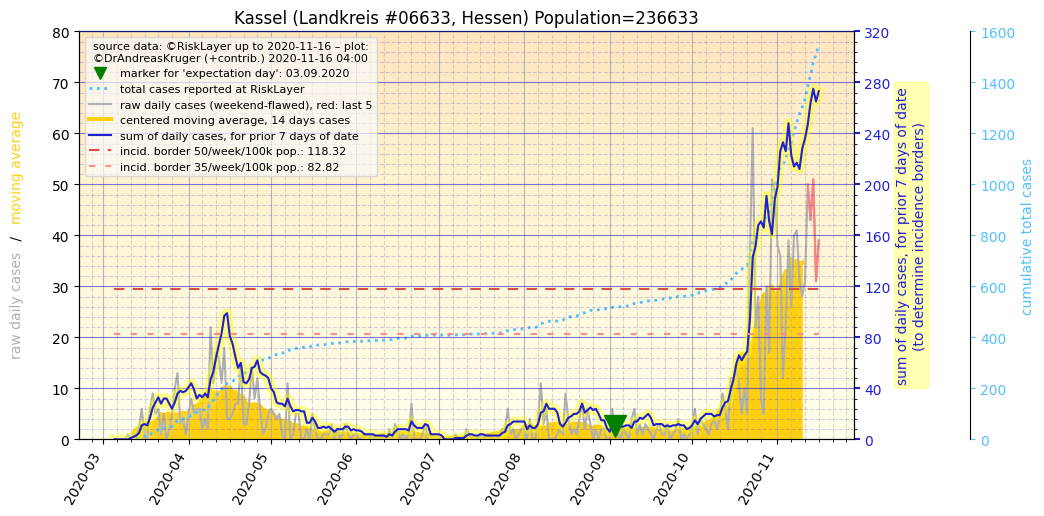 Kassel (Landkreis #06633, Hessen) Population=236633
source data: ©RiskLayer up to 2020-11-16 – plot:
©DrAndreasKruger (+contrib.) 2020-11-16 04:00
marker for 'expectation day': 03.09.2020
total cases reported at RiskLayer
raw daily cases (weekend-flawed), red: last 5
centered moving average, 14 days cases
sum of daily cases, for prior 7 days of date
incid. border 50/week/100k pop.: 118.32
incid. border 35/week/100k pop.: 82.82
raw daily cases / moving average
80
70
60
50
40
30
20
10
0
2020-03
2020-04
2020-05
2020-06
2020-07
2020-08
2020-09
2020-10
2020-11
320
280
240
200
160
120
80
40
0
sum of daily cases, for prior 7 days of date
(to determine incidence borders)
1600
1400
1200
1000
800
600
400
200
0
cumulative total cases